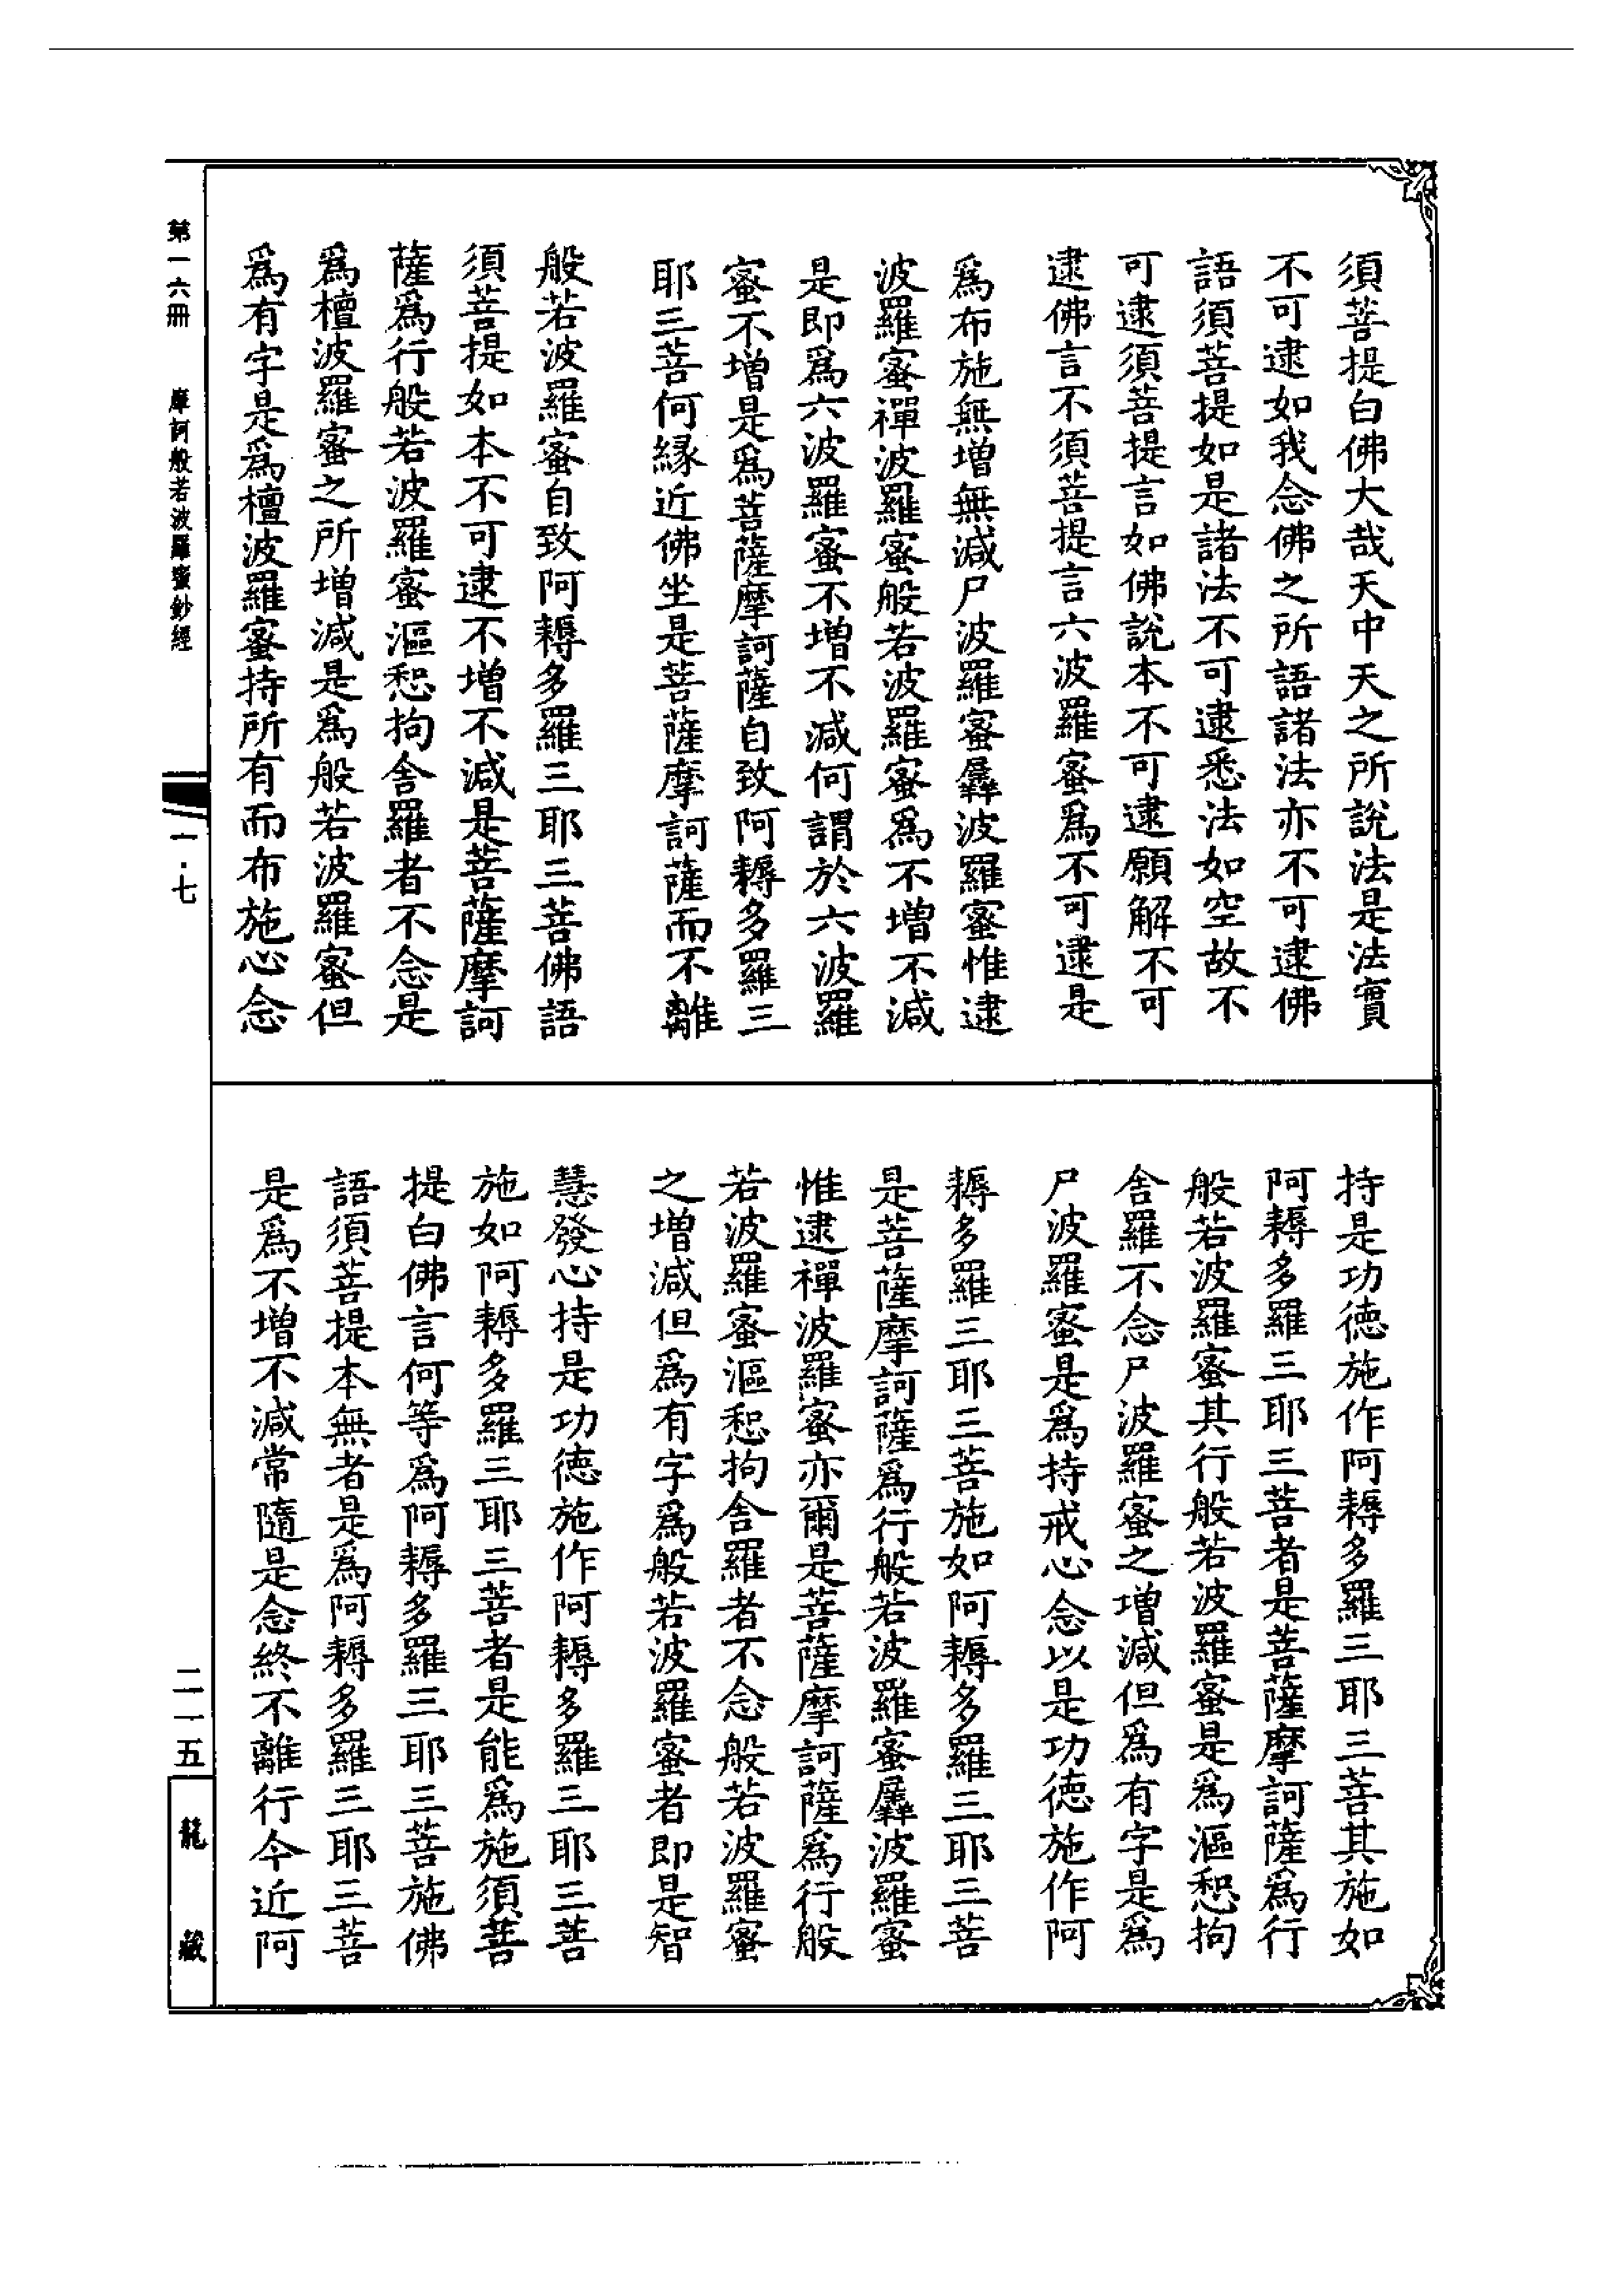 須菩提白佛大哉天中天之所說法是法實
不可逮如我念佛之所語諸法亦不可逮佛
語須菩提如是諸法不可逮悉法如空故不
可逮須菩提言如佛說本不可逮願解不可
逮佛言不須菩提言六波羅蜜爲不可逮是
爲布施無增無減尸波羅蜜羼波羅蜜惟逮
波羅蜜禪波羅蜜般若波羅蜜爲不增不減
是即爲六波羅蜜不增不減何謂於六波羅
蜜不增是爲菩薩摩訶薩自致阿耨多羅三
耶三菩何緣近佛坐是菩薩摩訶薩而不離
般若波羅蜜自致阿耨多羅三耶三菩佛語
須菩提如本不可逮不增不減是菩薩摩訶
薩爲行般若波羅蜜漚恕拘舍羅者不念是
爲檀波羅蜜之所增減是爲般若波羅蜜但
爲有字是爲檀波羅蜜持所有而布施心念
持是功德施作阿耨多羅三耶三菩其施如
阿耨多羅三耶三菩者是菩薩摩訶薩爲行
般若波羅蜜其行般若波羅蜜是爲漚恕拘
舍羅不念尸波羅蜜之增減但爲有字是爲
尸波羅蜜是爲持戒心念以是功德施作阿
耨多羅三耶三菩施如阿耨多羅三耶三菩
是菩薩摩訶薩爲行般若波羅蜜羼波羅蜜
惟逮禪波羅蜜亦爾是菩薩摩訶薩爲行般
若波羅蜜漚恕拘舍羅者不念般若波羅蜜
之增減但爲有字爲般若波羅蜜者即是智
慧發心持是功德施作阿耨多羅三耶三菩
施如阿耨多羅三耶三菩者是能爲施須菩
提白佛言何等爲阿耨多羅三耶三菩施佛
語須菩提本無者是爲阿耨多羅三耶三菩
是爲不增不減常隨是念終不離行今近阿
第一六冊 摩訶般若波羅蜜鈔經 一·七 二一五 龍藏